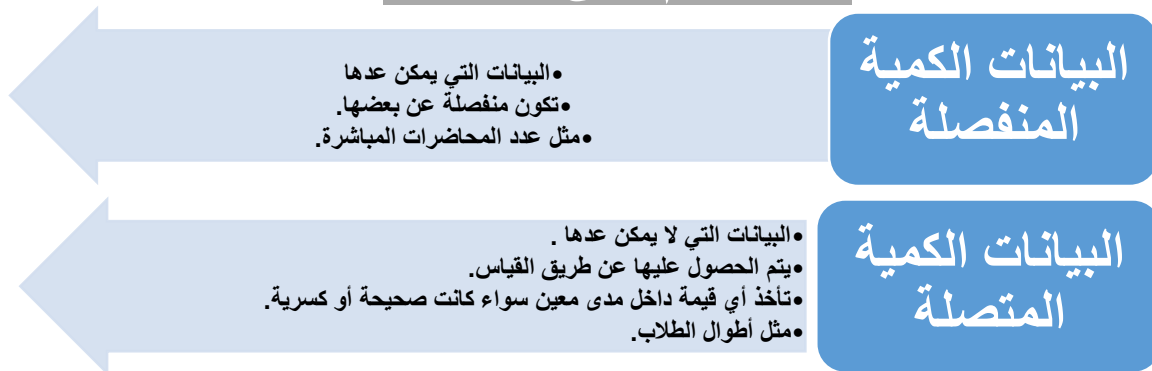 البيانات الكمية
المنفصلة
•البيانات التي يمكن عدها
•تكون منفصلة عن بعضها.
•مثل عدد المحاضرات المباشرة.
البيانات الكمية
المتصلة
•البيانات التي لا يمكن عدها .
•يتم الحصول عليها عن طريق القياس.
•تأخذ أي قيمة داخل مدى معين سواء كانت صحيحة أو كسرية.
•مثل أطوال الطلاب.